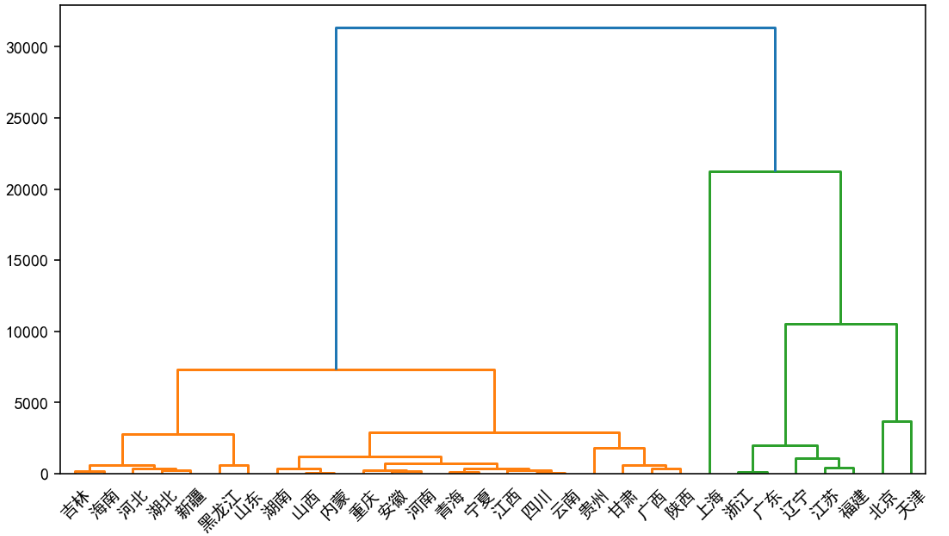 30000
25000
20000
15000
10000
5000
0
吉林
海南
河北
湖北
新疆
黑龙江
山东
湖南
山西
内蒙
重庆
安徽
河南
青海
宁夏
江西
四川
云南
贵州
甘肃
广西
陕西
上海
浙江
广东
辽宁
江苏
福建
北京
天津